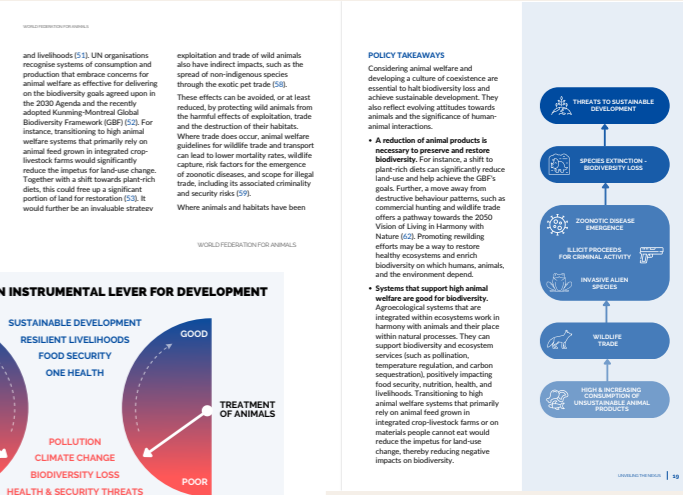 WORLD FEDERATION FOR ANIMALS
and livelihoods (51). UN organisations
recognise systems of consumption and
production that embrace concerns for
animal welfare as effective for delivering
on the biodiversity goals agreed upon in
the 2030 Agenda and the recently
adopted Kunming-Montreal Global
Biodiversity Framework (GBF) (52). For
instance, transitioning to high animal
welfare systems that primarily rely on
animal feed grown in integrated crop-
livestock farms would significantly
reduce the impetus for land-use change.
Together with a shift towards plant-rich
diets, this could free up a significant
portion of land for restoration (53). It
would further be an invaluable strategy
exploitation and trade of wild animals
also have indirect impacts, such as the
spread of non-indigenous species
through the exotic pet trade (58).
These effects can be avoided, or at least
reduced, by protecting wild animals from
the harmful effects of exploitation, trade
and the destruction of their habitats.
Where trade does occur, animal welfare
guidelines for wildlife trade and transport
can lead to lower mortality rates, wildlife
capture, risk factors for the emergence
of zoonotic diseases, and scope for illegal
trade, including its associated criminality
and security risks (59).
Where animals and habitats have been
WORLD FEDERATION FOR ANIMALS
N INSTRUMENTAL LEVER FOR DEVELOPMENT
SUSTAINABLE DEVELOPMENT
RESILIENT LIVELIHOODS
FOOD SECURITY
ONE HEALTH
GOOD
TREATMENT
OF ANIMALS
POLLUTION
CLIMATE CHANGE
BIODIVERSITY LOSS
HEALTH & SECURITY THREATS
POOR
POLICY TAKEAWAYS
Considering animal welfare and
developing a culture of coexistence are
essential to halt biodiversity loss and
achieve sustainable development. They
also reflect evolving attitudes towards
animals and the significance of human-
animal interactions.
• A reduction of animal products is
necessary to preserve and restore
biodiversity. For instance, a shift to
plant-rich diets can significantly reduce
land-use and help achieve the GBF's
goals. Further, a move away from
destructive behaviour patterns, such as
commercial hunting and wildlife trade
offers a pathway towards the 2050
Vision of Living in Harmony with
Nature (62). Promoting rewilding
efforts may be a way to restore
healthy ecosystems and enrich
biodiversity on which humans, animals,
and the environment depend.
• Systems that support high animal
welfare are good for biodiversity.
Agroecological systems that are
integrated within ecosystems work in
harmony with animals and their place
within natural processes. They can
support biodiversity and ecosystem
services (such as pollination,
temperature regulation, and carbon
sequestration), positively impacting
food security, nutrition, health, and
livelihoods. Transitioning to high
animal welfare systems that primarily
rely on animal feed grown in
integrated crop-livestock farms or on
materials people cannot eat would
reduce the impetus for land-use
change, thereby reducing negative
impacts on biodiversity.
THREATS TO SUSTAINABLE
DEVELOPMENT
SPECIES EXTINCTION –
BIODIVERSITY LOSS
ZOONOTIC DISEASE
EMERGENCE
ILLICIT PROCEEDS
FOR CRIMINAL ACTIVITY
INVASIVE ALIEN
SPECIES
WILDLIFE
TRADE
HIGH & INCREASING
CONSUMPTION OF
UNSUSTAINABLE ANIMAL
PRODUCTS
UNVEILING THE NEXUS | 19